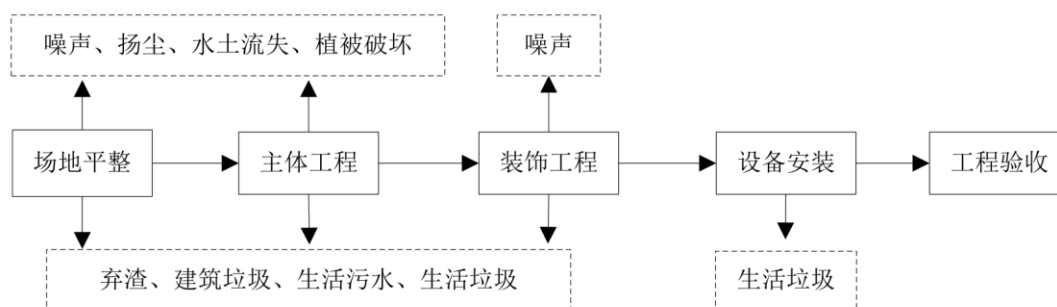 噪声、扬尘、水土流失、植被破坏
噪声
场地平整
主体工程
装饰工程
设备安装
工程验收
弃渣、建筑垃圾、生活污水、生活垃圾
生活垃圾